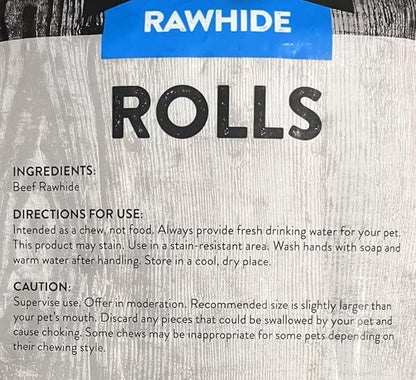 RAWHIDE
ROLLS
INGREDIENTS:
Beef Rawhide
DIRECTIONS FOR USE:
Intended as a chew, not food. Always provide fresh drinking water for your pet.
This product may stain. Use in a stain-resistant area. Wash hands with soap and
warm water after handling. Store in a cool, dry place.
CAUTION:
Supervise use. Offer in moderation. Recommended size is slightly larger than
your pet's mouth. Discard any pieces that could be swallowed by your pet and
cause choking. Some chews may be inappropriate for some pets depending on
their chewing style.